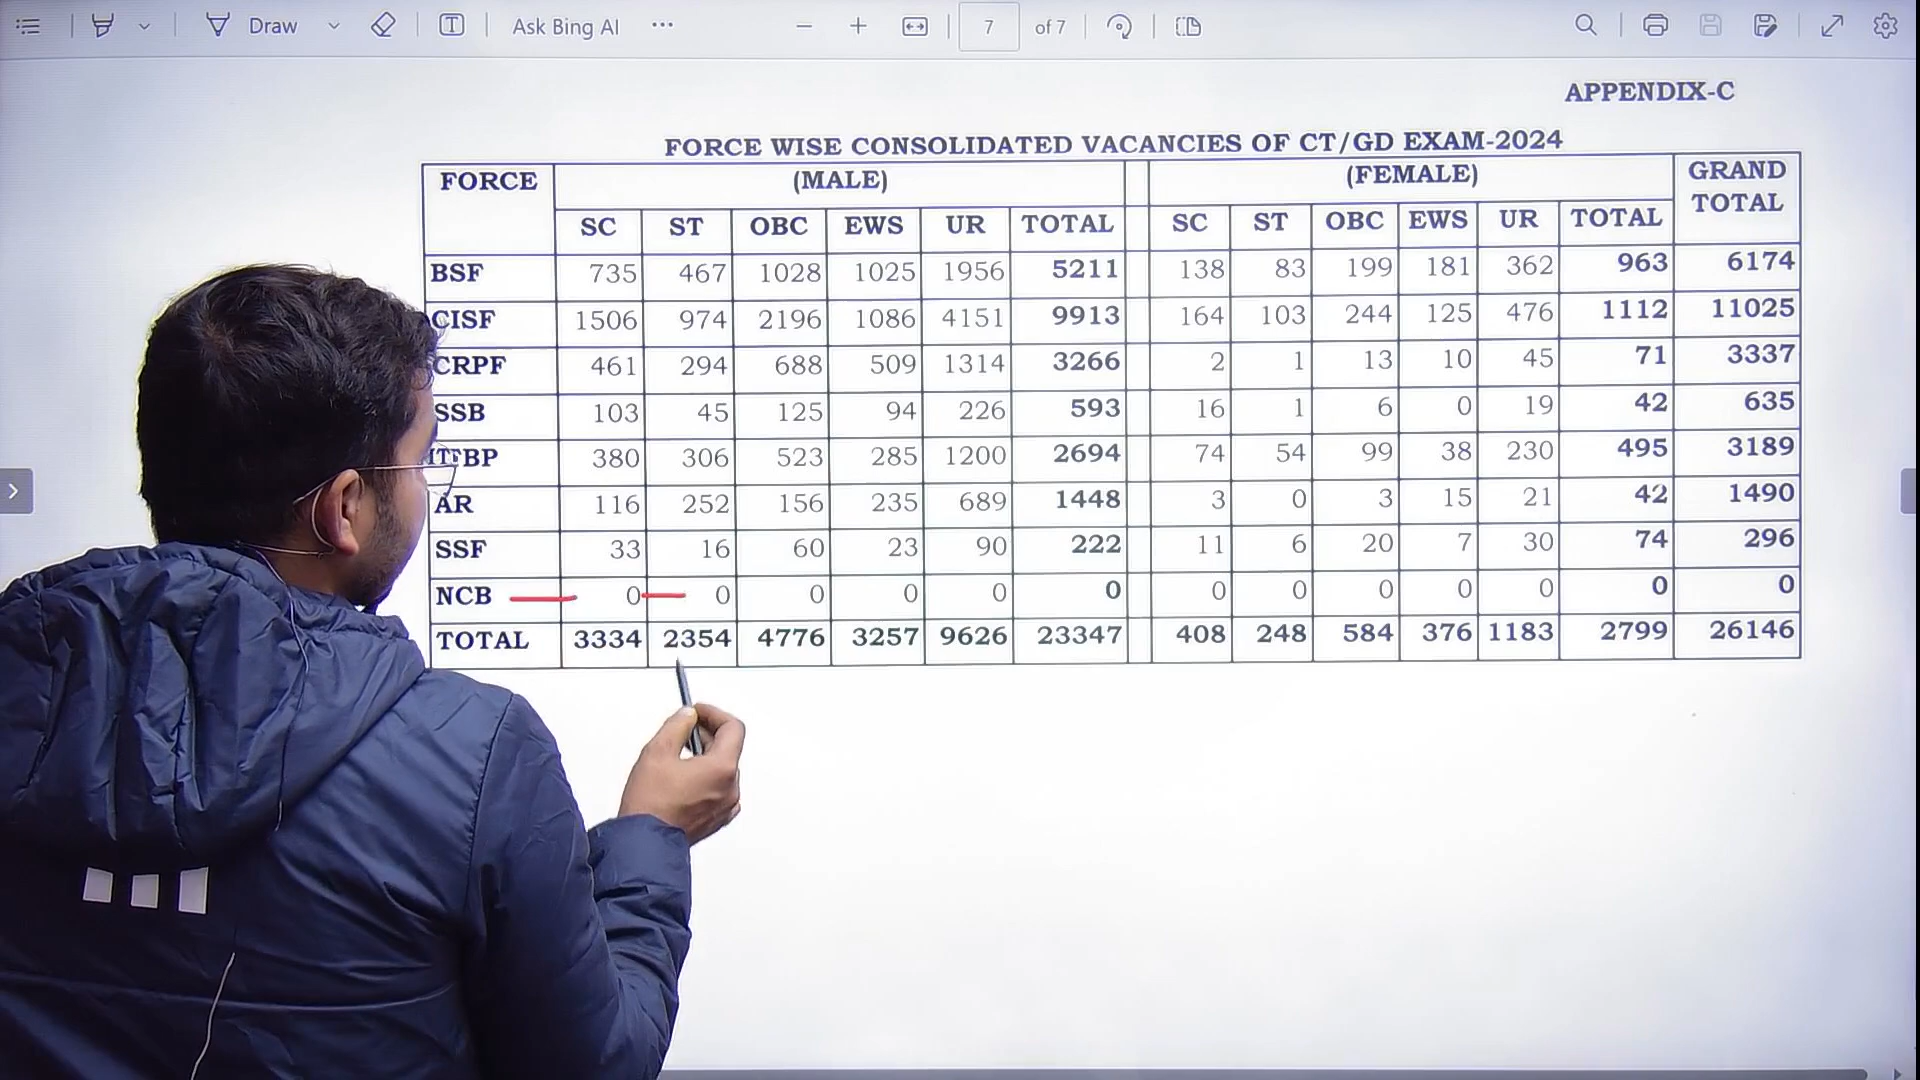 Draw
Ask Bing AI
7 of 7
APPENDIX-C
FORCE WISE CONSOLIDATED VACANCIES OF CT/GD EXAM-2024
FORCE (MALE) (FEMALE) GRAND TOTAL
SC ST OBC EWS UR TOTAL SC ST OBC EWS UR TOTAL
BSF 735 467 1028 1025 1956 5211 138 83 199 181 362 963 6174
CISF 1506 974 2196 1086 4151 9913 164 103 244 125 476 1112 11025
CRPF 461 294 688 509 1314 3266 2 1 13 10 45 71 3337
SSB 103 45 125 94 226 593 16 1 6 0 19 42 635
ITBP 380 306 523 285 1200 2694 74 54 99 38 230 495 3189
AR 116 252 156 235 689 1448 3 0 3 15 21 42 1490
SSF 33 16 60 23 90 222 11 6 20 7 30 74 296
NCB 0 0 0 0 0 0 0 0 0 0 0 0 0
TOTAL 3334 2354 4776 3257 9626 23347 408 248 584 376 1183 2799 26146